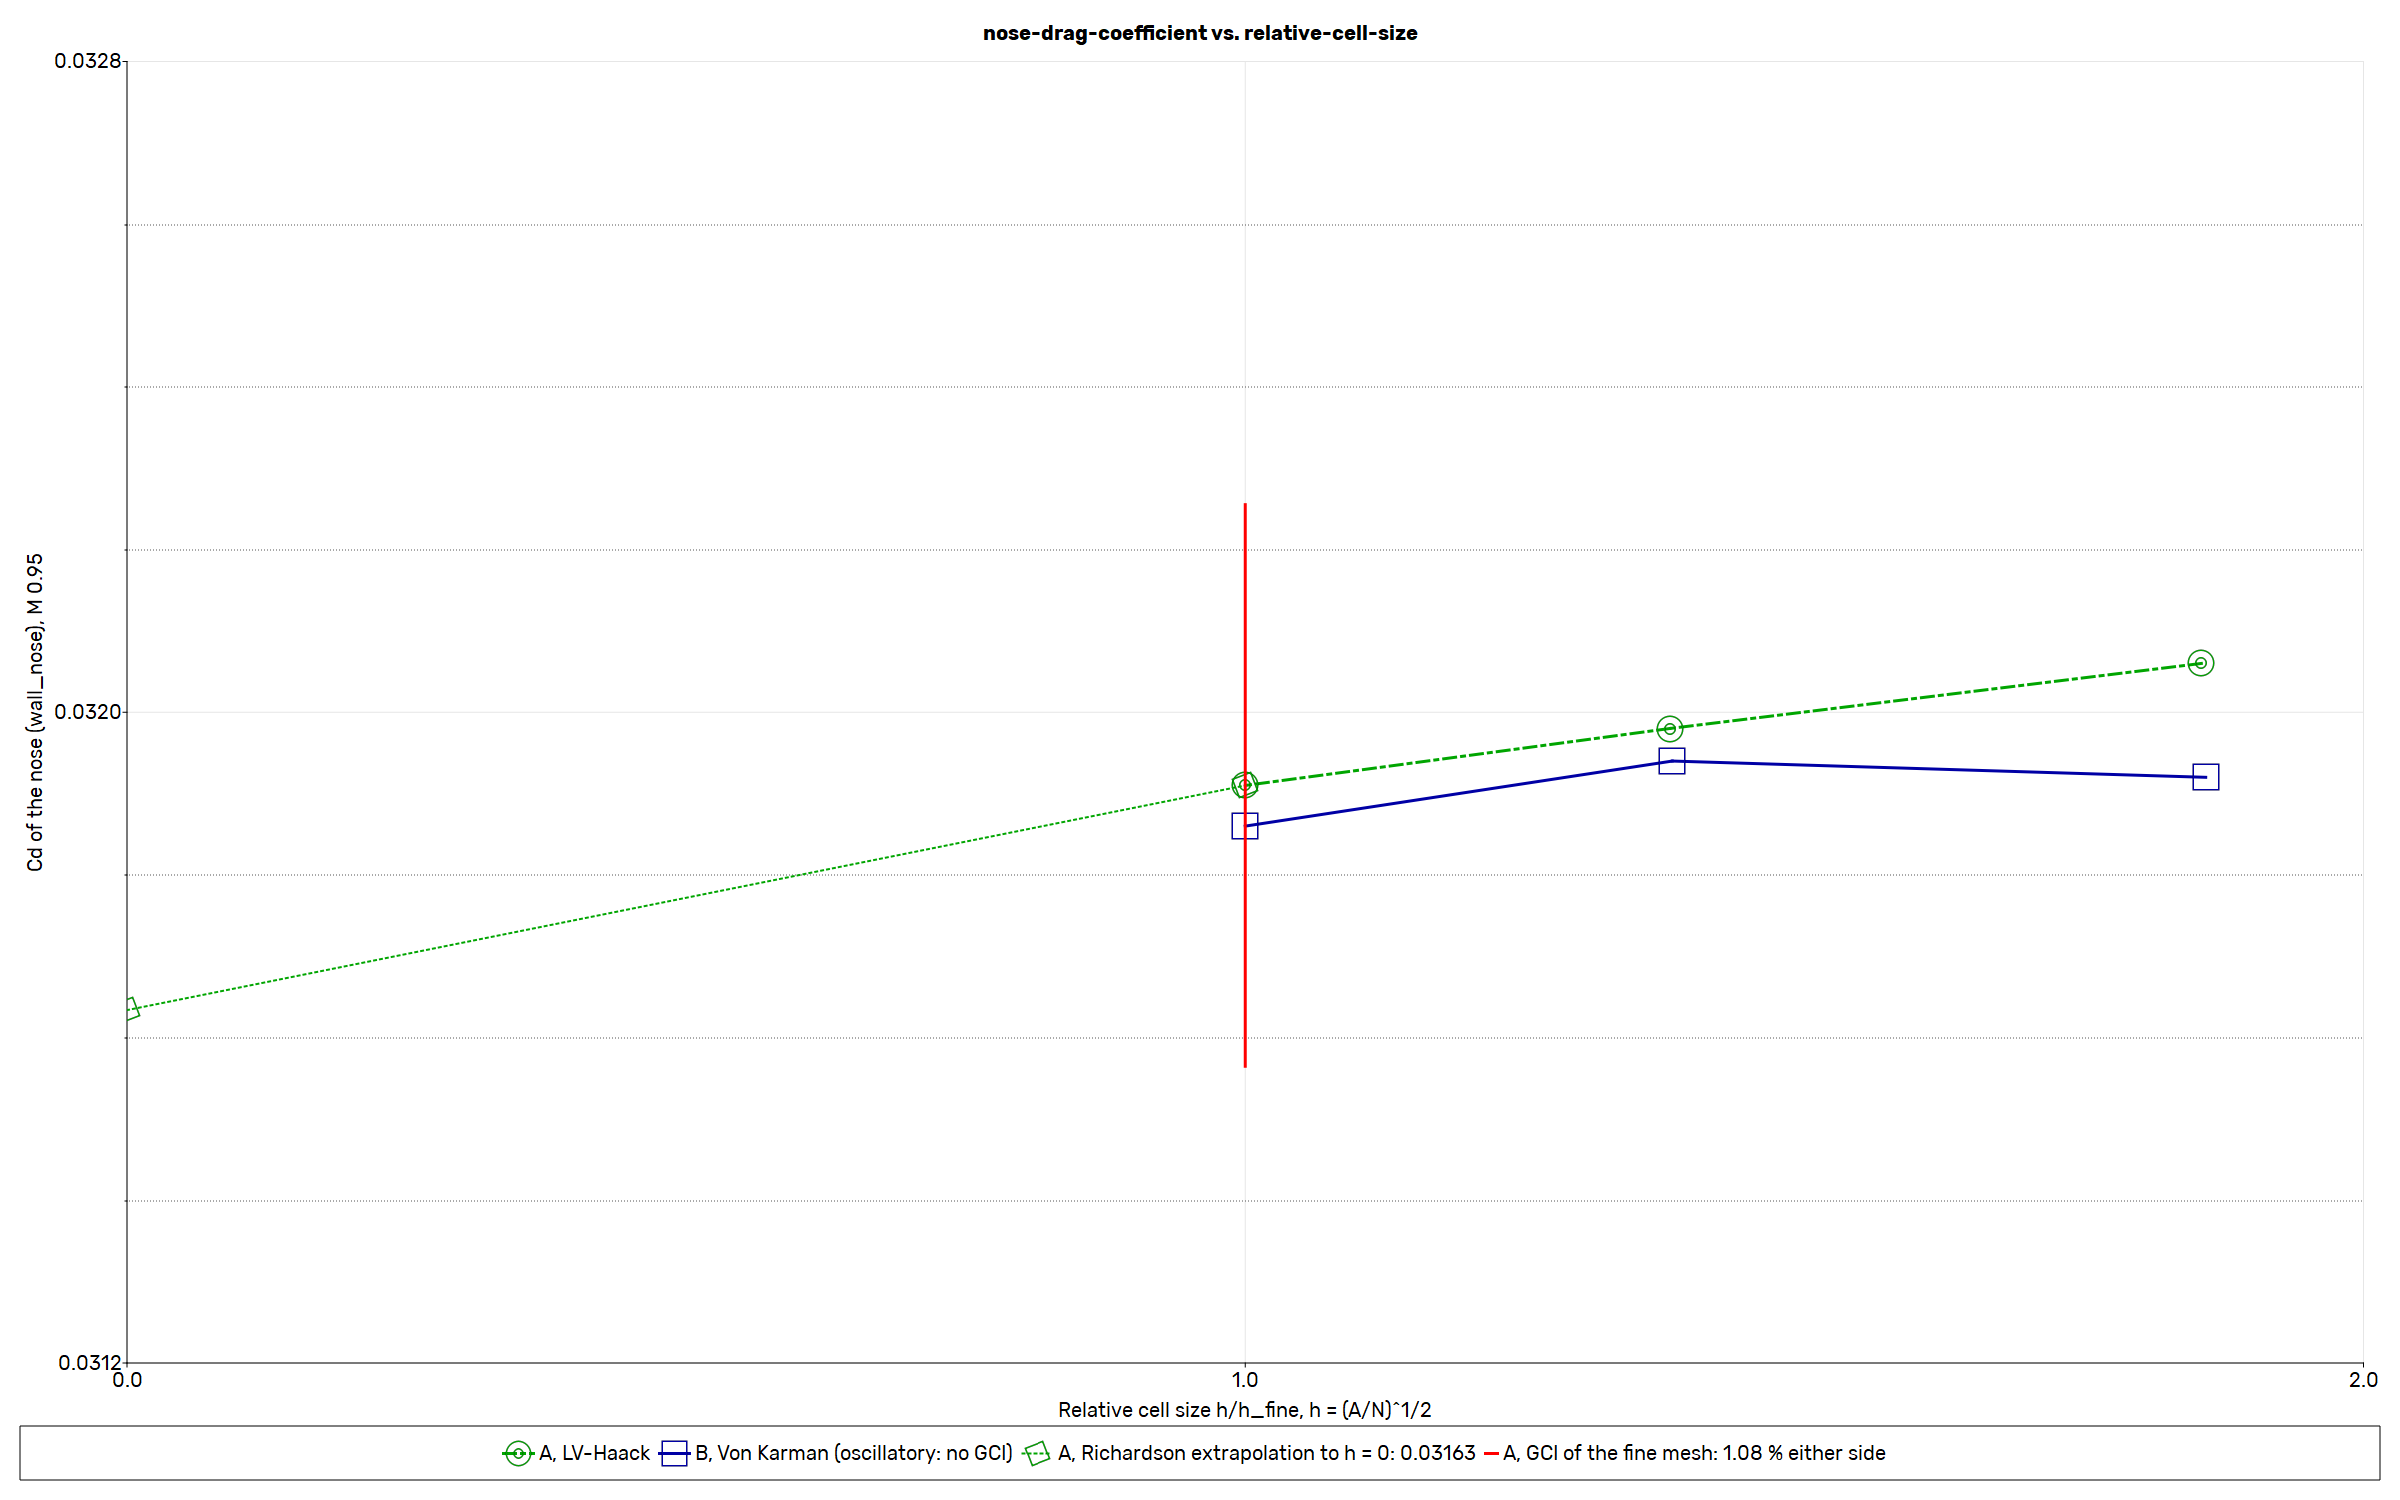 nose-drag-coefficient vs. relative-cell-size
0.0328
0.0320
0.0312
Cd of the nose (wall_nose), M 0.95
0.0
1.0
2.0
Relative cell size h/h_fine, h = (A/N)^1/2
A, LV-Haack
B, Von Karman (oscillatory: no GCI)
A, Richardson extrapolation to h = 0: 0.03163
A, GCI of the fine mesh: 1.08 % either side